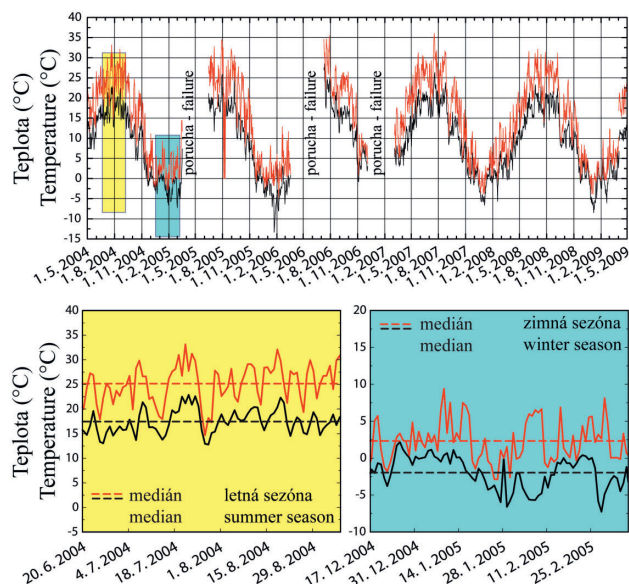 Teplota (°C)
Temperature (°C)
40
35
30
25
20
15
10
5
0
-5
-10
-15
porucha - failure
porucha - failure
porucha - failure
1.5.2004
1.8.2004
1.11.2004
1.2.2005
1.5.2005
1.8.2005
1.11.2005
1.2.2006
1.5.2006
1.8.2006
1.11.2006
1.2.2007
1.5.2007
1.8.2007
1.11.2007
1.2.2008
1.5.2008
1.8.2008
1.11.2008
1.2.2009
1.5.2009
Teplota (°C)
Temperature (°C)
40
35
30
25
20
15
10
5
0
-5
medián letná sezóna
median summer season
20. 6. 2004
4. 7. 2004
18. 7. 2004
1. 8. 2004
15. 8. 2004
29. 8. 2004
20
15
10
5
0
-5
-10
medián zimná sezóna
median winter season
17. 12. 2004
31. 12. 2004
14. 1. 2005
28. 1. 2005
11. 2. 2005
25. 2. 2005